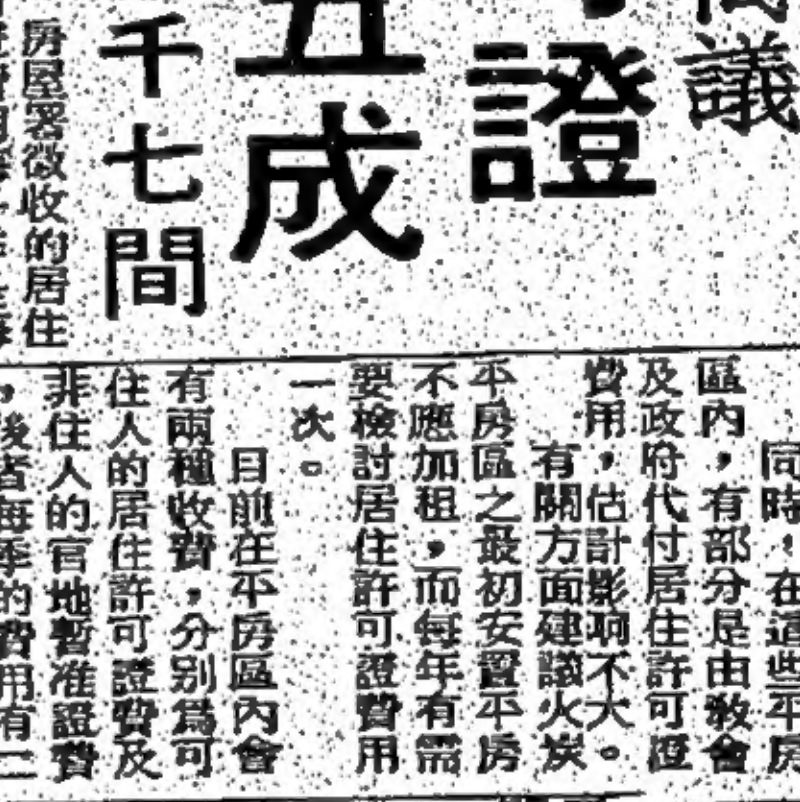 議
證
五成
千七間
房屋署徵收的居住
同時，在這些平房
區內，有部分是由教會
及政府代付居住許可證
費用，估計影响不大。
有關方面建議火炭
平房區之最初安置平房
不應加租，而每年有需
要檢討居住許可證費用
一次。
目前在平房區內會
有兩種收費，分別爲可
住人的居住許可證費及
非住人的官地暫准證費
，後者每季的費用有二